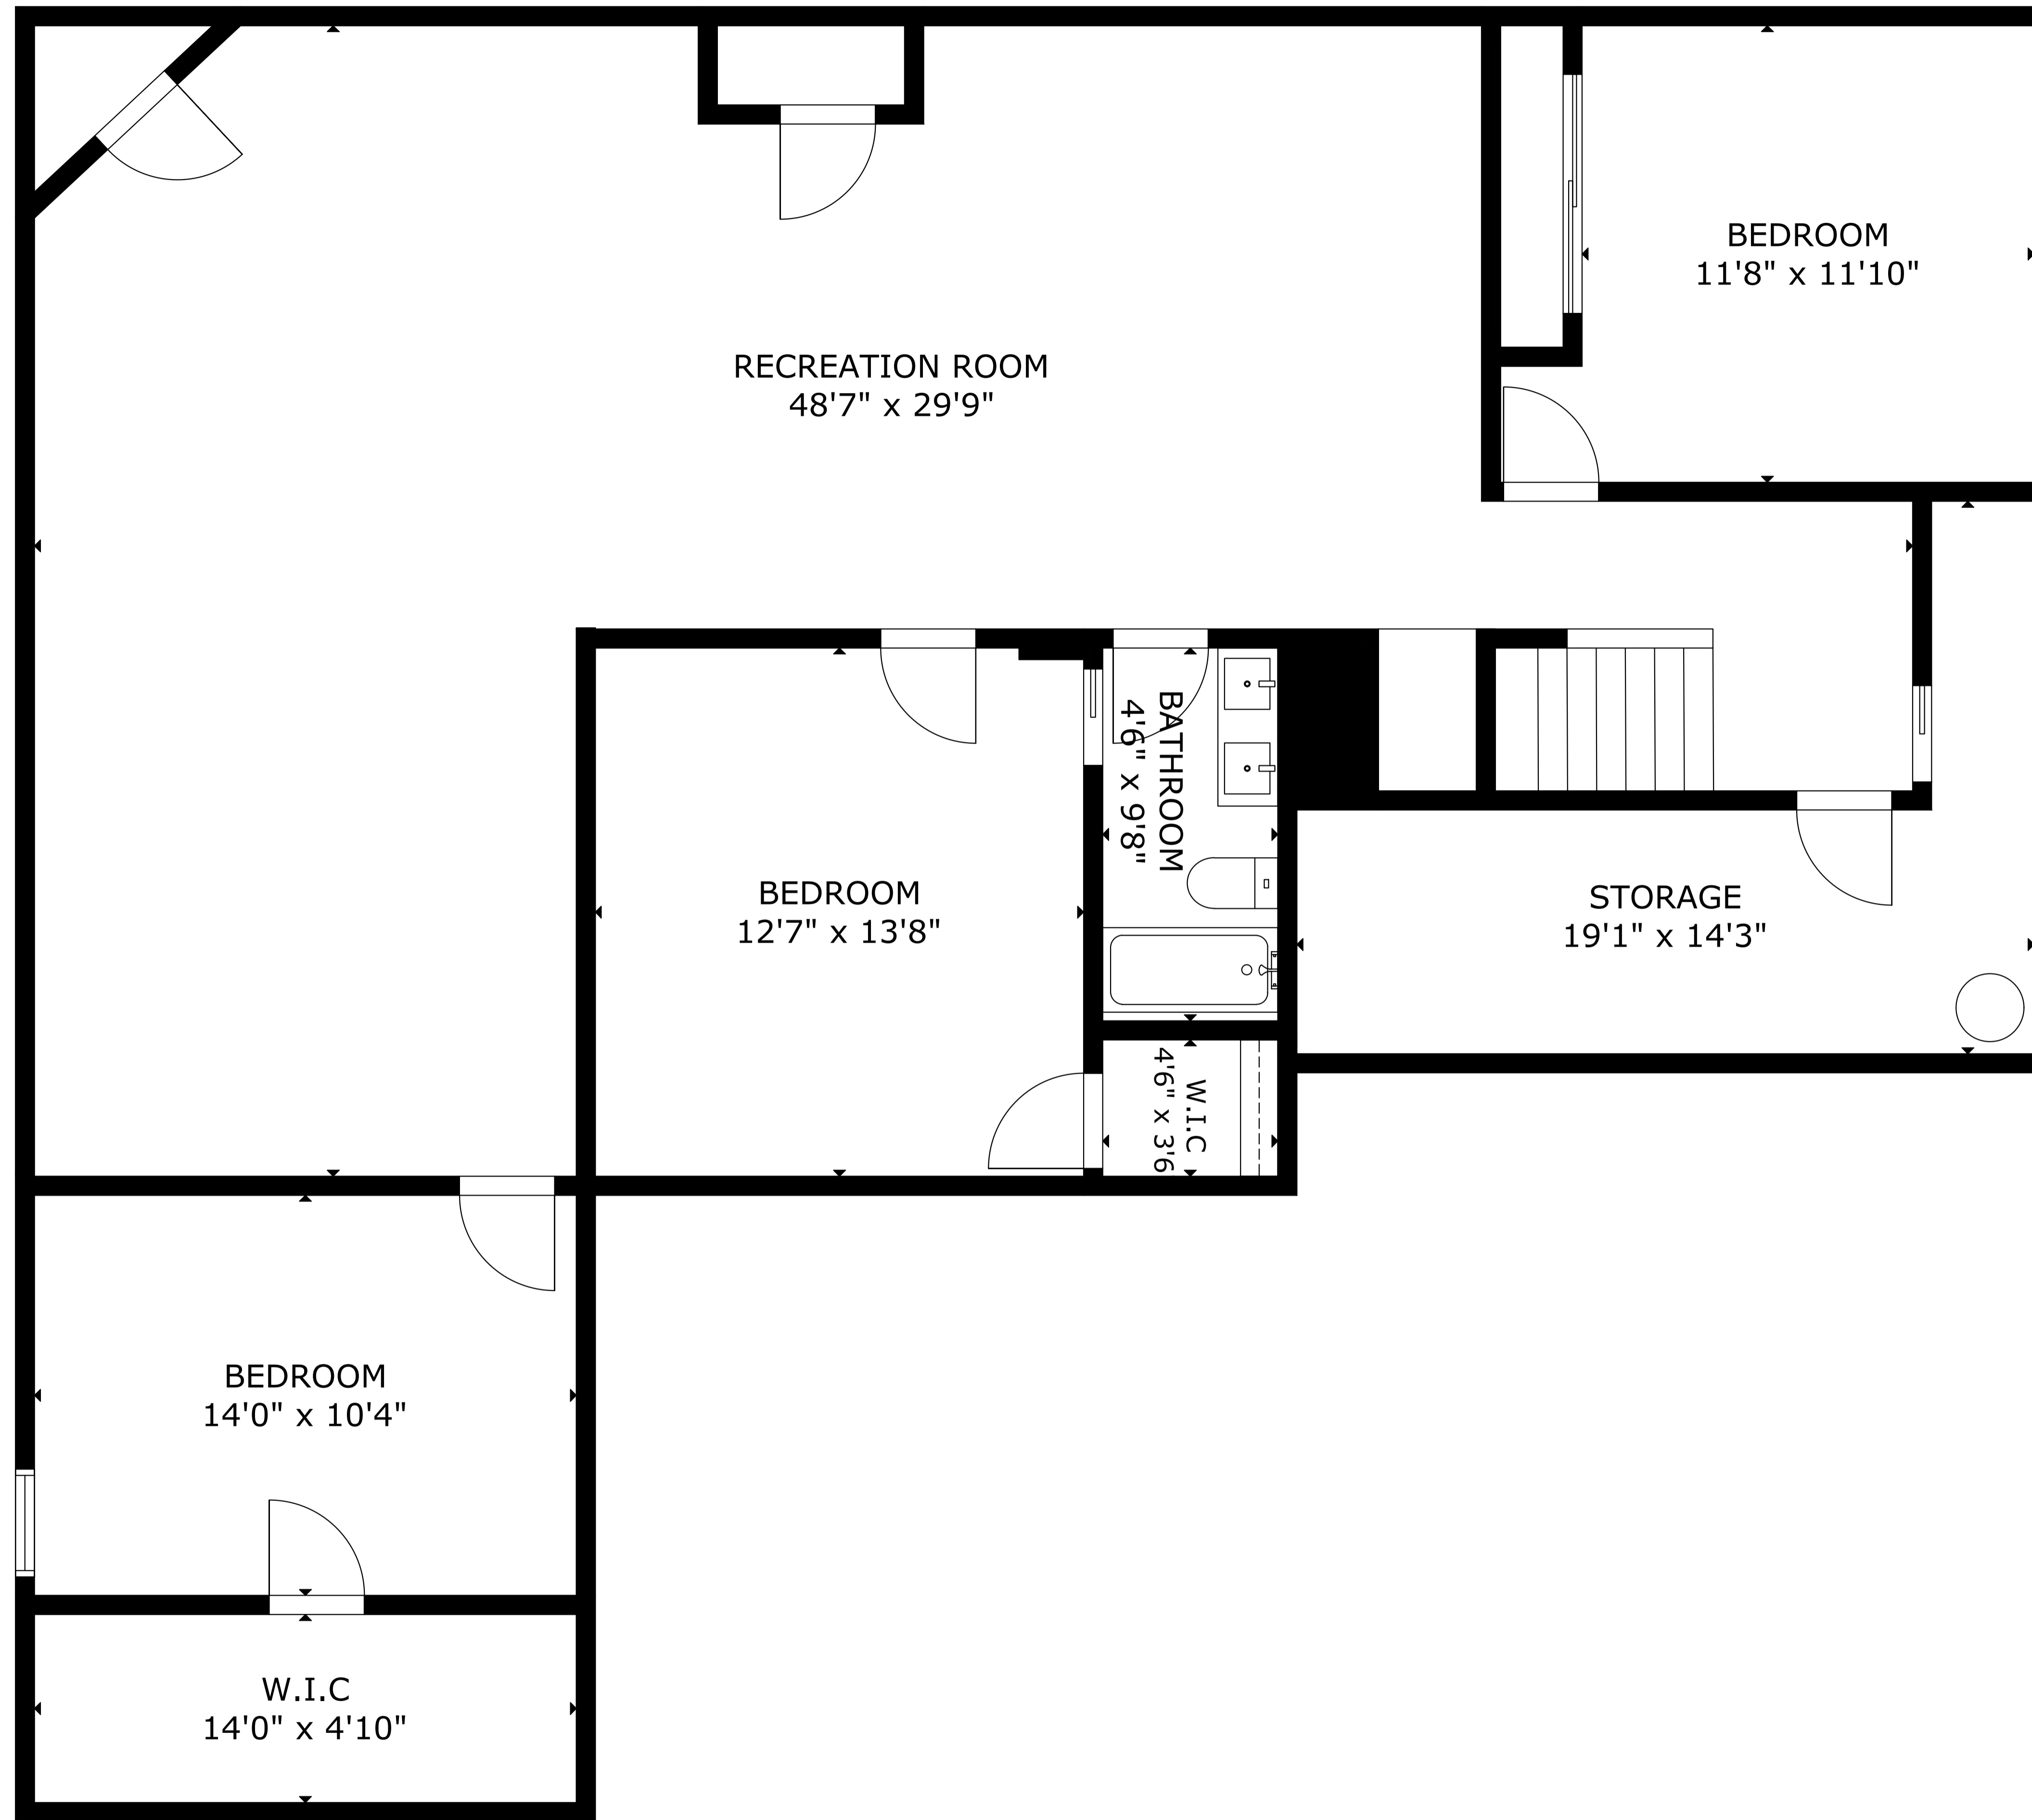 BEDROOM
11'8" x 11'10"
RECREATION ROOM
48'7" x 29'9"
BATHROOM
4'6" x 9'8"
BEDROOM
12'7" x 13'8"
STORAGE
19'1" x 14'3"
W.I.C
4'6" x 3'6
BEDROOM
14'0" x 10'4"
W.I.C
14'0" x 4'10"